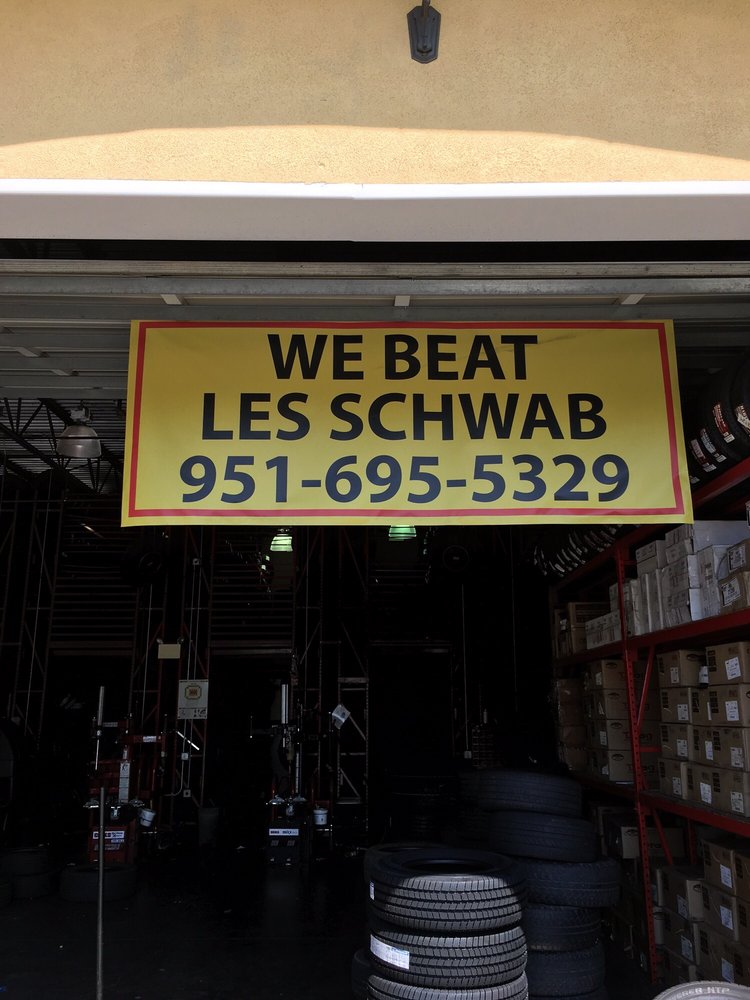 WE BEAT
LES SCHWAB
951-695-5329